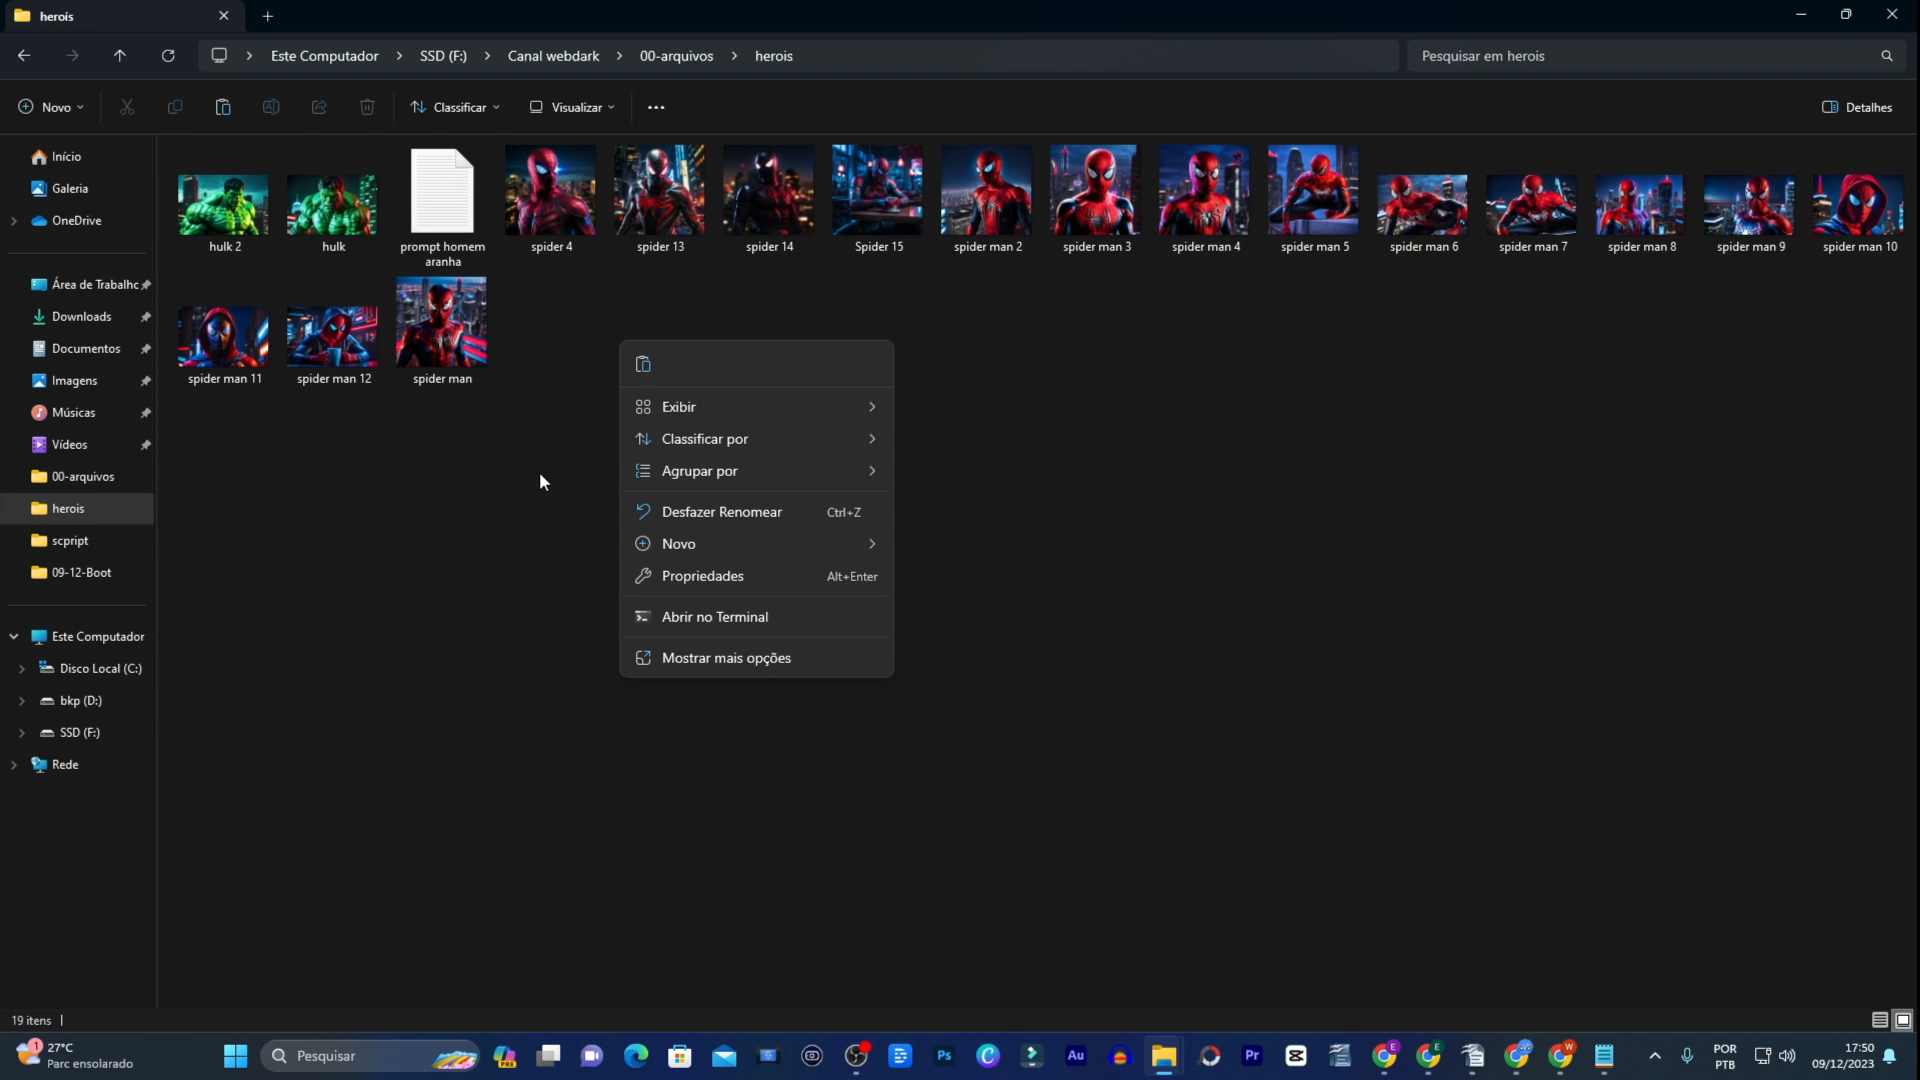 herois
Este Computador > SSD (F:) > Canal webdark > 00-arquivos > herois
Pesquisar em herois
Novo
Classificar
Visualizar
Detalhes
Início
Galeria
OneDrive
Área de Trabalho
Downloads
Documentos
Imagens
Músicas
Vídeos
00-arquivos
herois
scpript
09-12-Boot
Este Computador
Disco Local (C:)
bkp (D:)
SSD (F:)
Rede
hulk 2
hulk
prompt homem
aranha
spider 4
spider 13
spider 14
Spider 15
spider man 2
spider man 3
spider man 4
spider man 5
spider man 6
spider man 7
spider man 8
spider man 9
spider man 10
spider man 11
spider man 12
spider man
Exibir
Classificar por
Agrupar por
Desfazer Renomear Ctrl+Z
Novo
Propriedades Alt+Enter
Abrir no Terminal
Mostrar mais opções
19 itens
1
27°C
Parc ensolarado
Pesquisar
PRE
Ps
Au
Pr
E
E
W
POR
PTB
17:50
09/12/2023